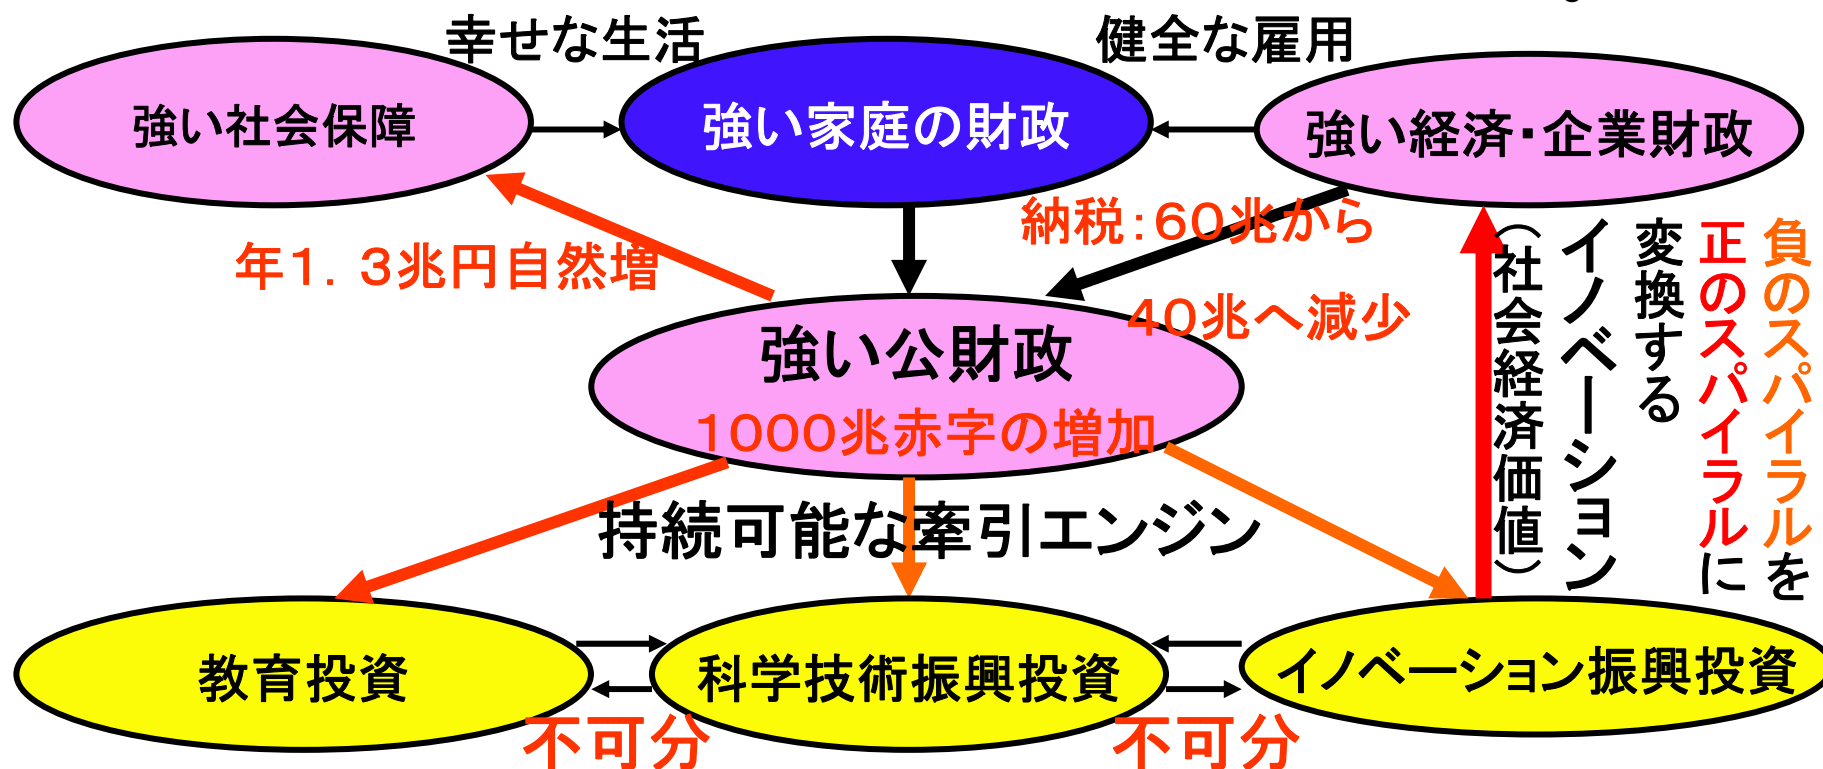 幸せな生活
健全な雇用
強い社会保障
強い家庭の財政
強い経済・企業財政
納税：６０兆から
年１．３兆円自然増
４０兆へ減少
強い公財政
１０００兆赤字の増加
負のスパイラルを
正のスパイラルに
変換する
イノベーション
（社会経済価値）
持続可能な牽引エンジン
教育投資
科学技術振興投資
イノベーション振興投資
不可分
不可分